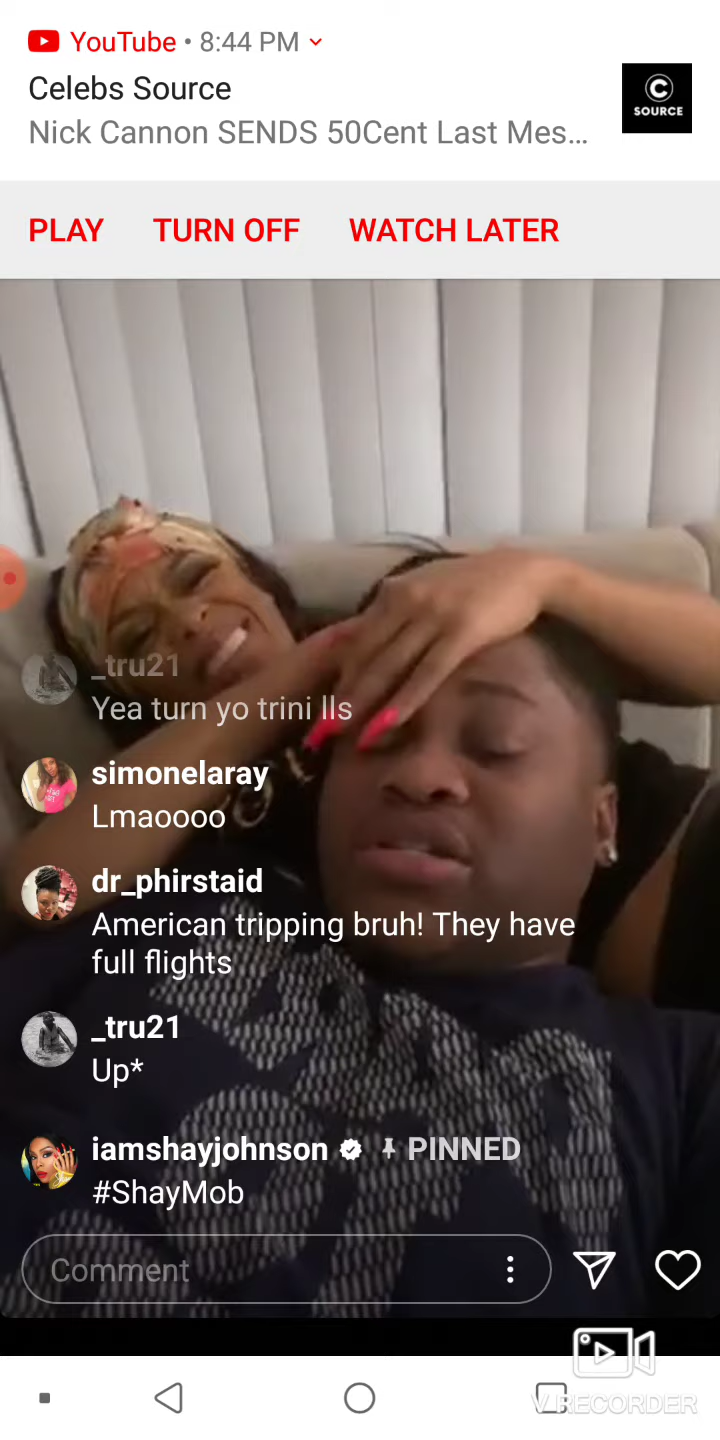 YouTube • 8:44 PM
Celebs Source
Nick Cannon SENDS 50Cent Last Mes...
C
SOURCE
PLAY TURN OFF WATCH LATER
_tru21
Yea turn yo trini lls
simonelaray
Lmaoooo
dr_phirstaid
American tripping bruh! They have
full flights
_tru21
Up*
iamshayjohnson PINNED
#ShayMob
Comment
V RECORDER